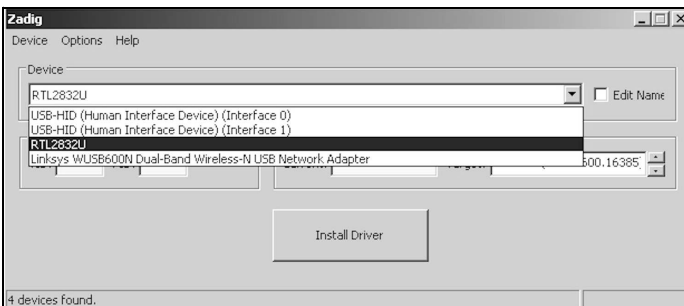 Zadig
Device Options Help
Device
RTL2832U
Edit Name
USB-HID (Human Interface Device) (Interface 0)
USB-HID (Human Interface Device) (Interface 1)
RTL2832U
Linksys WUSB600N Dual-Band Wireless-N USB Network Adapter
600.16385)
Install Driver
4 devices found.